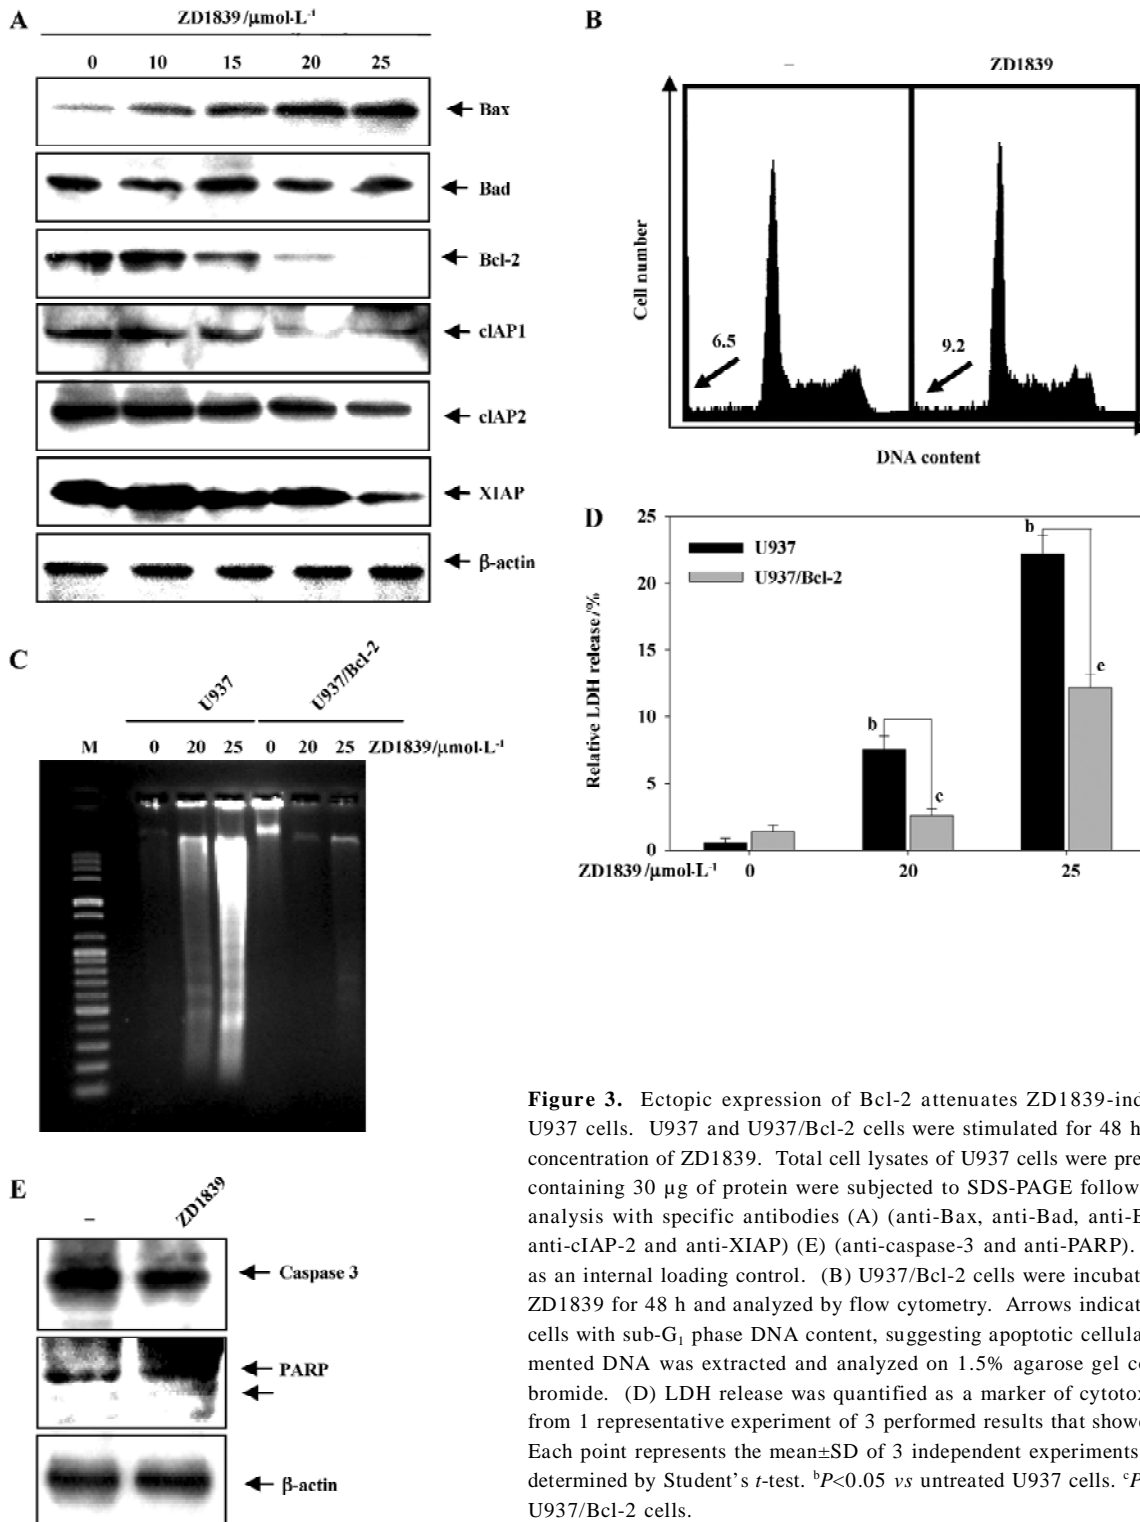 A
ZD1839/µmol·L⁻¹
0 10 15 20 25
Bax
Bad
Bcl-2
cIAP1
cIAP2
XIAP
β-actin
B
– ZD1839
Cell number
6.5
9.2
DNA content
C
U937 U937/Bcl-2
M 0 20 25 0 20 25 ZD1839/µmol·L⁻¹
D
Relative LDH release/%
25
20
15
10
5
0
U937
U937/Bcl-2
b
c
b
c
ZD1839/µmol·L⁻¹ 0 20 25
E
– ZD1839
Caspase 3
PARP
β-actin
Figure 3. Ectopic expression of Bcl-2 attenuates ZD1839-ind
U937 cells. U937 and U937/Bcl-2 cells were stimulated for 48 h
concentration of ZD1839. Total cell lysates of U937 cells were pre
containing 30 µg of protein were subjected to SDS-PAGE follow
analysis with specific antibodies (A) (anti-Bax, anti-Bad, anti-B
anti-cIAP-2 and anti-XIAP) (E) (anti-caspase-3 and anti-PARP).
as an internal loading control. (B) U937/Bcl-2 cells were incubat
ZD1839 for 48 h and analyzed by flow cytometry. Arrows indicat
cells with sub-G₁ phase DNA content, suggesting apoptotic cellula
mented DNA was extracted and analyzed on 1.5% agarose gel c
bromide. (D) LDH release was quantified as a marker of cytotox
from 1 representative experiment of 3 performed results that showe
Each point represents the mean±SD of 3 independent experiments
determined by Student's t-test. ᵇP<0.05 vs untreated U937 cells. ᶜP
U937/Bcl-2 cells.